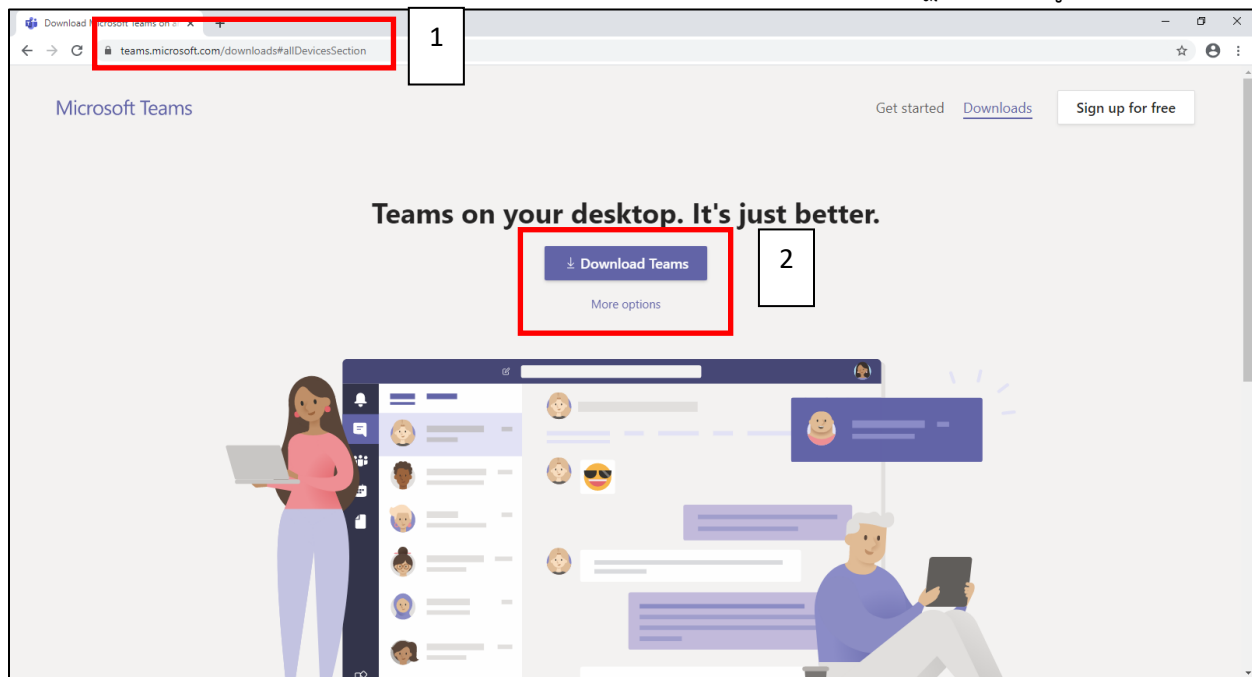 Download Microsoft Teams on a
1
teams.microsoft.com/downloads#allDevicesSection
Microsoft Teams
Get started Downloads Sign up for free
Teams on your desktop. It's just better.
Download Teams
2
More options